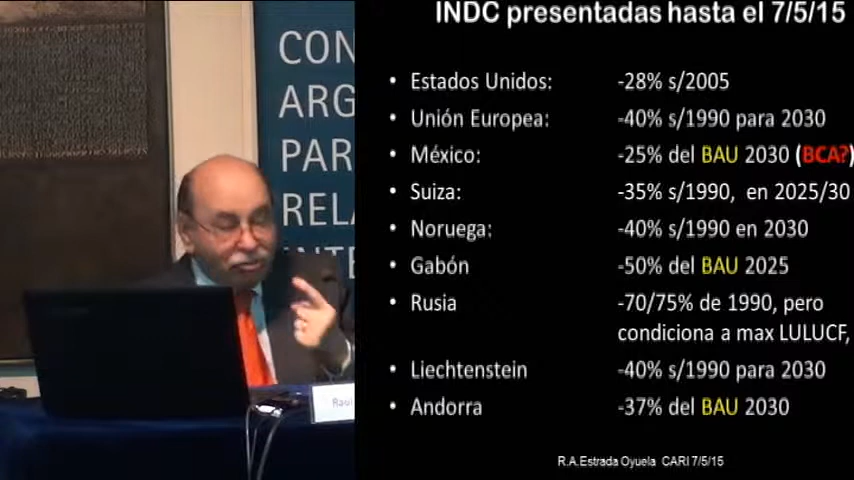 CON
ARG
PAR
RELA
INTE
Raul
INDC presentadas hasta el 7/5/15
• Estados Unidos: -28% s/2005
• Unión Europea: -40% s/1990 para 2030
• México: -25% del BAU 2030 (BCA?)
• Suiza: -35% s/1990, en 2025/30
• Noruega: -40% s/1990 en 2030
• Gabón -50% del BAU 2025
• Rusia -70/75% de 1990, pero
condiciona a max LULUCF,
• Liechtenstein -40% s/1990 para 2030
• Andorra -37% del BAU 2030
R.A.Estrada Oyuela CARI 7/5/15